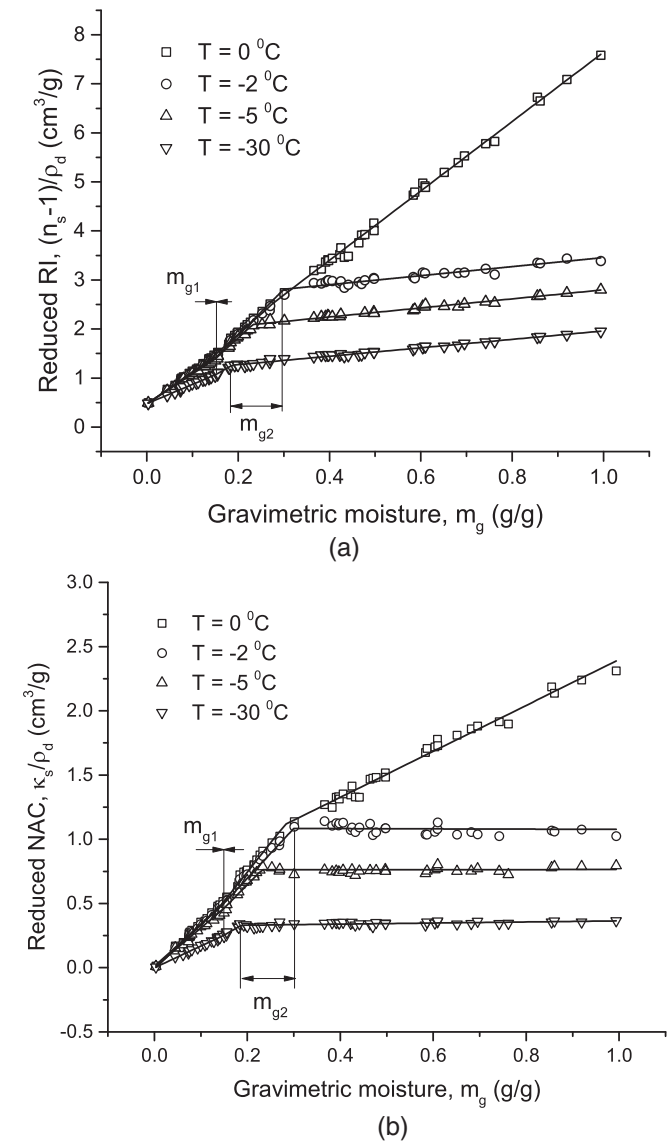 8
T = 0 ⁰C
7
T = -2 ⁰C
T = -5 ⁰C
6
T = -30 ⁰C
5
4
3
2
1
0
Reduced RI, (nₛ-1)/ρ_d (cm³/g)
m_g1
m_g2
0.0 0.2 0.4 0.6 0.8 1.0
Gravimetric moisture, m_g (g/g)
(a)
3.0
T = 0 ⁰C
2.5
T = -2 ⁰C
T = -5 ⁰C
2.0
T = -30 ⁰C
1.5
1.0
0.5
0.0
-0.5
Reduced NAC, κₛ/ρ_d (cm³/g)
m_g1
m_g2
0.0 0.2 0.4 0.6 0.8 1.0
Gravimetric moisture, m_g (g/g)
(b)